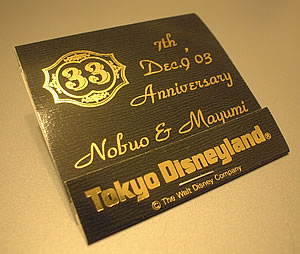 33
7th
Dec.9'03
Anniversary
Nobuo & Mayumi
Tokyo Disneyland®
© The Walt Disney Company